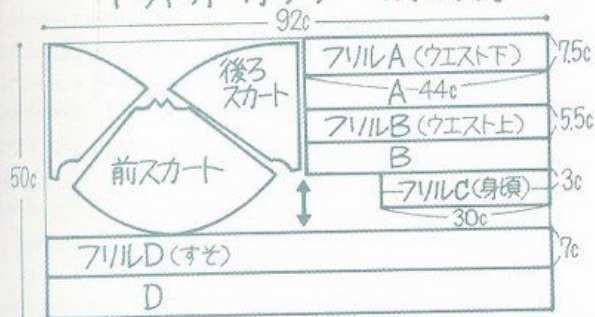 92c
フリルA(ウエスト下)
7.5c
A-44c
後ろ
スカート
フリルB(ウエスト上)
5.5c
B
50c
前スカート
フリルC(身頃)
3c
30c
フリルD(すそ)
7c
D